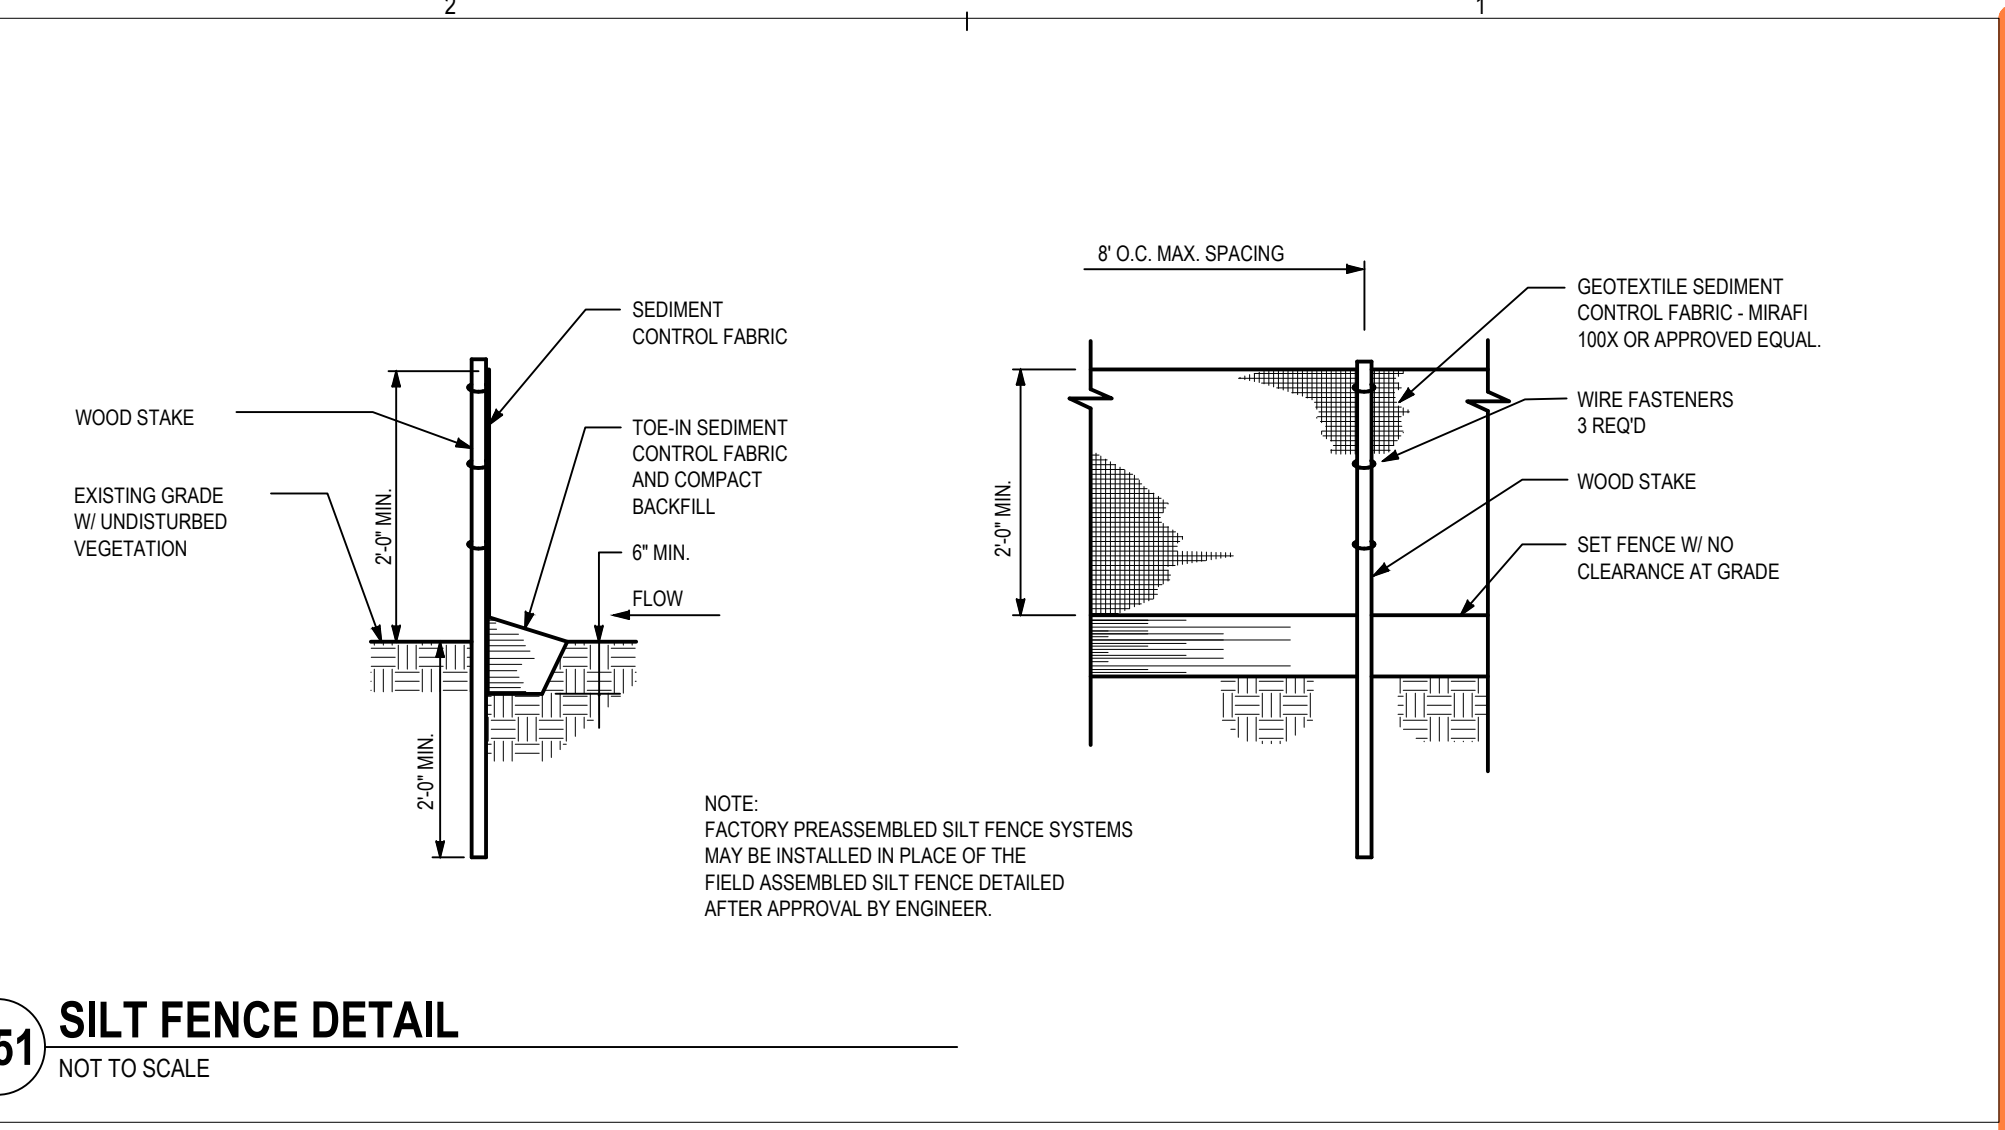 2
1
8' O.C. MAX. SPACING
SEDIMENT
CONTROL FABRIC
GEOTEXTILE SEDIMENT
CONTROL FABRIC - MIRAFI
100X OR APPROVED EQUAL.
WOOD STAKE
TOE-IN SEDIMENT
CONTROL FABRIC
AND COMPACT
BACKFILL
WIRE FASTENERS
3 REQ'D
EXISTING GRADE
W/ UNDISTURBED
VEGETATION
2'-0" MIN.
6" MIN.
FLOW
2'-0" MIN.
WOOD STAKE
SET FENCE W/ NO
CLEARANCE AT GRADE
2'-0" MIN.
NOTE:
FACTORY PREASSEMBLED SILT FENCE SYSTEMS
MAY BE INSTALLED IN PLACE OF THE
FIELD ASSEMBLED SILT FENCE DETAILED
AFTER APPROVAL BY ENGINEER.
51
SILT FENCE DETAIL
NOT TO SCALE